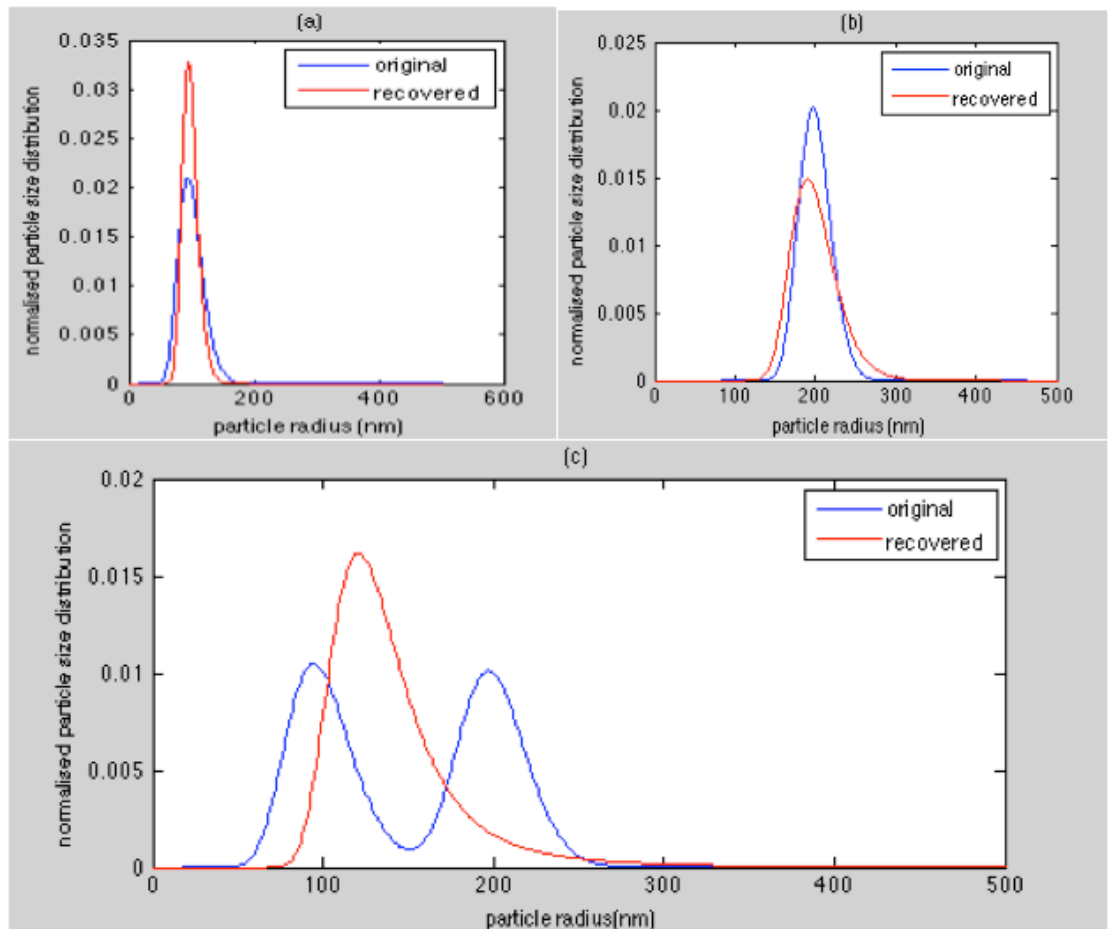 (a)
0.035
0.03
0.025
0.02
0.015
0.01
0.005
0
normalised particle size distribution
original
recovered
0 200 400 600
particle radius (nm)
(b)
0.025
0.02
0.015
0.01
0.005
0
normalised particle size distribution
original
recovered
0 100 200 300 400 500
particle radius (nm)
(c)
0.02
0.015
0.01
0.005
0
normalised particle size distribution
original
recovered
0 100 200 300 400 500
particle radius(nm)